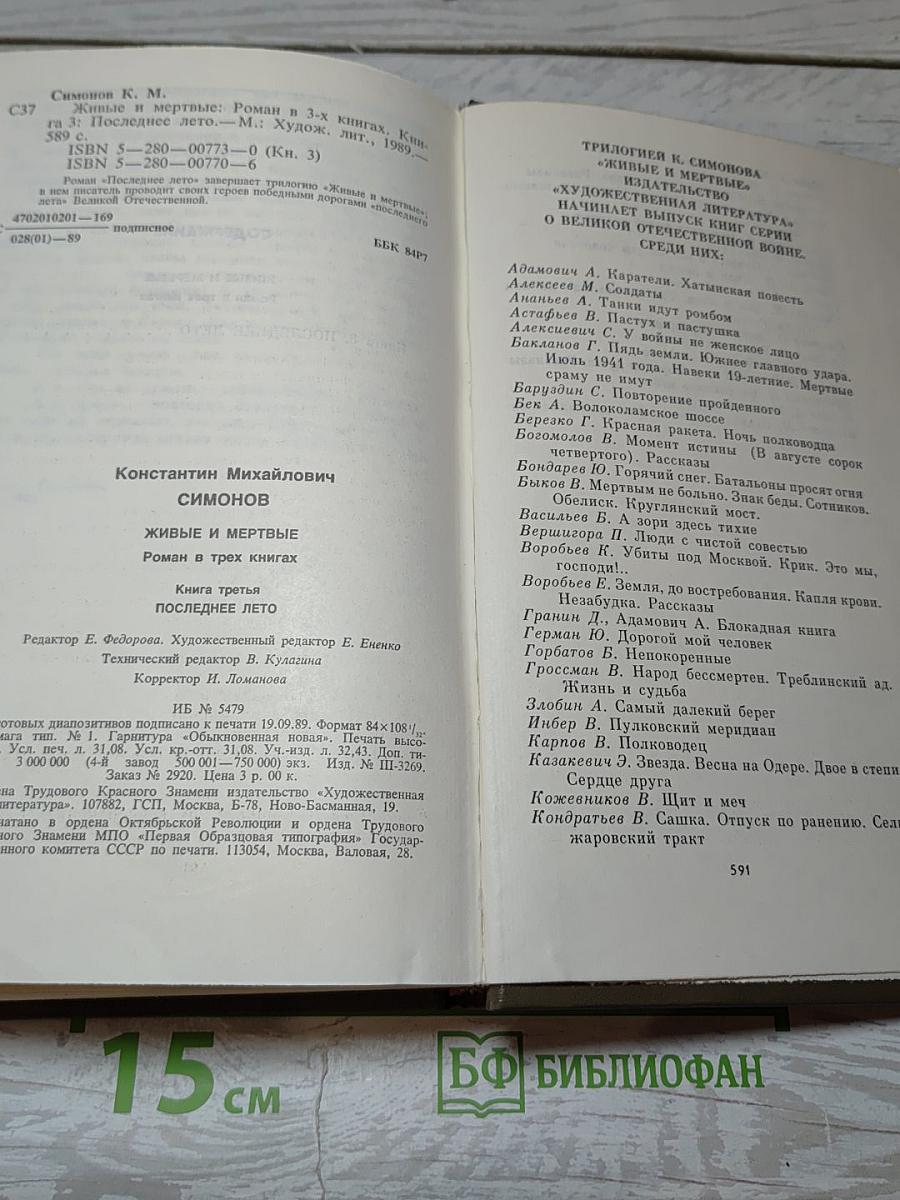 Симонов К. М.
С37 Живые и мертвые: Роман в 3-х книгах. Кни-
га 3: Последнее лето.— М.: Худож. лит., 1989.—
589 с.
ISBN 5—280—00773—0 (Кн. 3)
ISBN 5—280—00770—6
Роман «Последнее лето» завершает трилогию «Живые и мертвые»;
в нем писатель проводит своих героев победными дорогами «последнего
лета» Великой Отечественной.
4702010201—169
028(01)—89
подписное
ББК 84Р7
Константин Михайлович
СИМОНОВ
ЖИВЫЕ И МЕРТВЫЕ
Роман в трех книгах
Книга третья
ПОСЛЕДНЕЕ ЛЕТО
Редактор Е. Федорова. Художественный редактор Е. Ененко
Технический редактор В. Кулагина
Корректор И. Ломанова
ИБ № 5479
отовых диапозитивов подписано к печати 19.09.89. Формат 84×108 1/32.
мага тип. № 1. Гарнитура «Обыкновенная новая». Печать высо-
. Усл. печ. л. 31,08. Усл. кр.-отт. 31,08. Уч.-изд. л. 32,43. Доп. ти-
3 000 000 (4-й завод 500 001—750 000) экз. Изд. № III-3269.
Заказ № 2920. Цена 3 р. 00 к.
ена Трудового Красного Знамени издательство «Художественная
литература». 107882, ГСП, Москва, Б-78, Ново-Басманная, 19.
чатано в ордена Октябрьской Революции и ордена Трудового
ного Знамени МПО «Первая Образцовая типография» Государ-
енного комитета СССР по печати. 113054, Москва, Валовая, 28.
ТРИЛОГИЕЙ К. СИМОНОВА
«ЖИВЫЕ И МЕРТВЫЕ»
ИЗДАТЕЛЬСТВО
«ХУДОЖЕСТВЕННАЯ ЛИТЕРАТУРА»
НАЧИНАЕТ ВЫПУСК КНИГ СЕРИИ
О ВЕЛИКОЙ ОТЕЧЕСТВЕННОЙ ВОЙНЕ.
СРЕДИ НИХ:
Адамович А. Каратели. Хатынская повесть
Алексеев М. Солдаты
Ананьев А. Танки идут ромбом
Астафьев В. Пастух и пастушка
Алексиевич С. У войны не женское лицо
Бакланов Г. Пядь земли. Южнее главного удара.
Июль 1941 года. Навеки 19-летние. Мертвые
сраму не имут
Баруздин С. Повторение пройденного
Бек А. Волоколамское шоссе
Березко Г. Красная ракета. Ночь полководца
Богомолов В. Момент истины (В августе сорок
четвертого). Рассказы
Бондарев Ю. Горячий снег. Батальоны просят огня
Быков В. Мертвым не больно. Знак беды. Сотников.
Обелиск. Круглянский мост.
Васильев Б. А зори здесь тихие
Вершигора П. Люди с чистой совестью
Воробьев К. Убиты под Москвой. Крик. Это мы,
господи!..
Воробьев Е. Земля, до востребования. Капля крови.
Незабудка. Рассказы
Гранин Д., Адамович А. Блокадная книга
Герман Ю. Дорогой мой человек
Горбатов Б. Непокоренные
Гроссман В. Народ бессмертен. Треблинский ад.
Жизнь и судьба
Злобин А. Самый далекий берег
Инбер В. Пулковский меридиан
Карпов В. Полководец
Казакевич Э. Звезда. Весна на Одере. Двое в степи
Сердце друга
Кожевников В. Щит и меч
Кондратьев В. Сашка. Отпуск по ранению. Сели
жаровский тракт
591
15 см
БФ БИБЛИОФАН